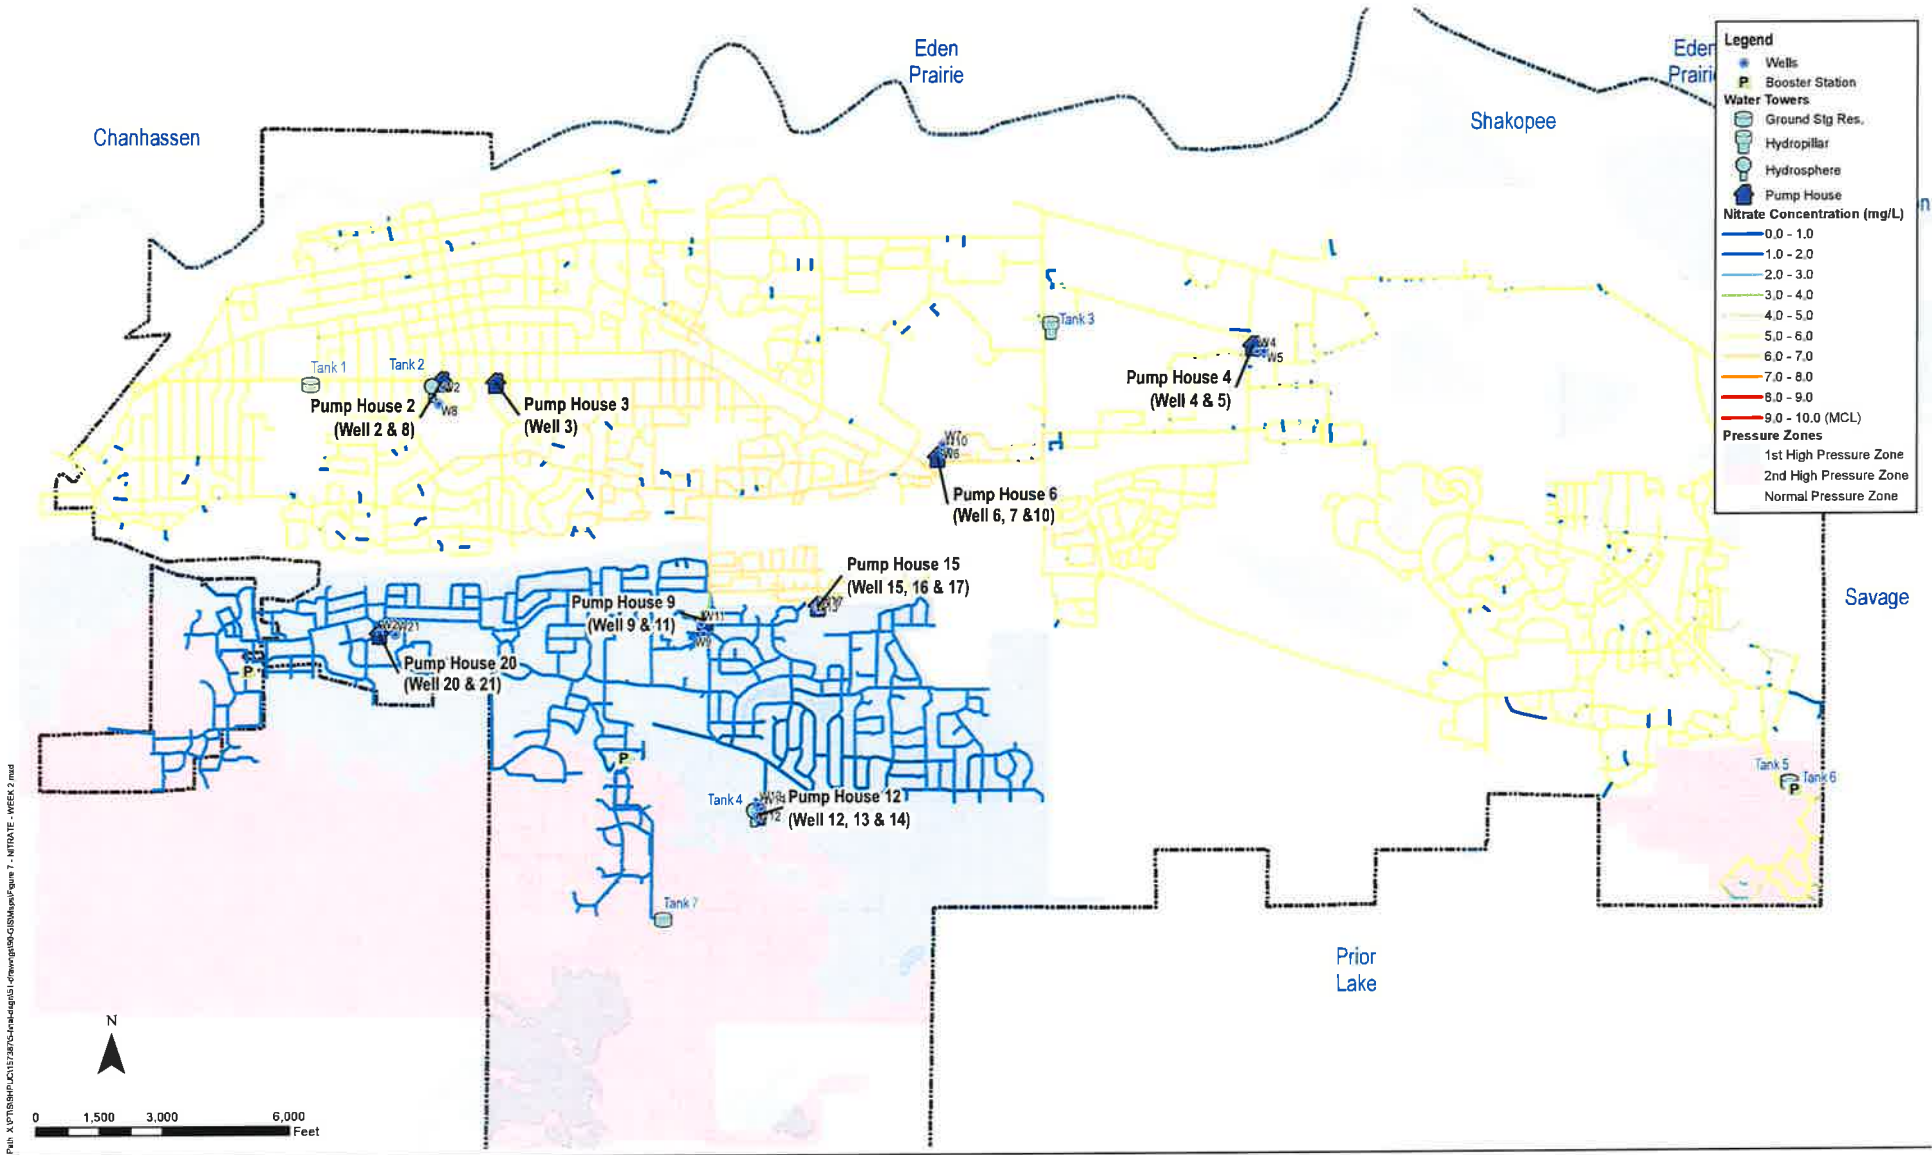 Eden
Prairie
Chanhassen
Shakopee
Eden
Prairi
n
Legend
Wells
P Booster Station
Water Towers
Ground Stg Res.
Hydropillar
Hydrosphere
Pump House
Nitrate Concentration (mg/L)
0.0 - 1.0
1.0 - 2.0
2.0 - 3.0
3.0 - 4.0
4.0 - 5.0
5.0 - 6.0
6.0 - 7.0
7.0 - 8.0
8.0 - 9.0
9.0 - 10.0 (MCL)
Pressure Zones
1st High Pressure Zone
2nd High Pressure Zone
Normal Pressure Zone
Tank 3
W4
W5
Tank 1
Tank 2
W8
Pump House 2
(Well 2 & 8)
Pump House 3
(Well 3)
Pump House 4
(Well 4 & 5)
W7
W10
W6
Pump House 6
(Well 6, 7 &10)
Pump House 15
(Well 15, 16 & 17)
Pump House 9
(Well 9 & 11)
W11
W9
W21
Pump House 20
(Well 20 & 21)
P
P
Savage
Tank 4
W12
Pump House 12
(Well 12, 13 & 14)
Tank 5
Tank 6
P
Tank 7
Prior
Lake
N
0 1,500 3,000 6,000
Feet